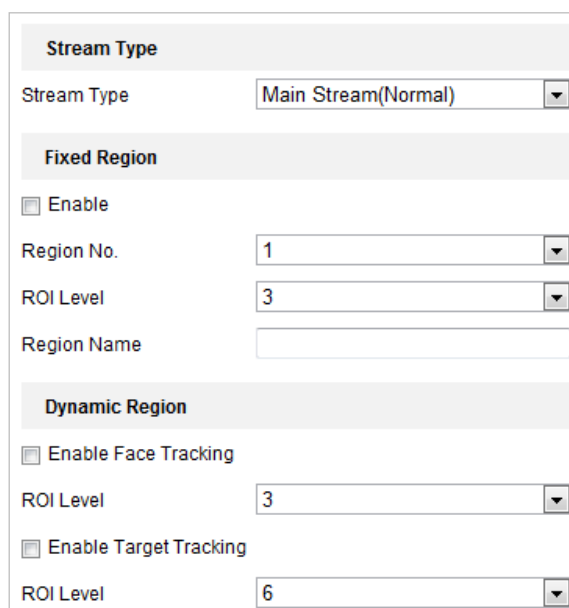 Stream Type
Stream Type Main Stream(Normal)
Fixed Region
Enable
Region No. 1
ROI Level 3
Region Name
Dynamic Region
Enable Face Tracking
ROI Level 3
Enable Target Tracking
ROI Level 6